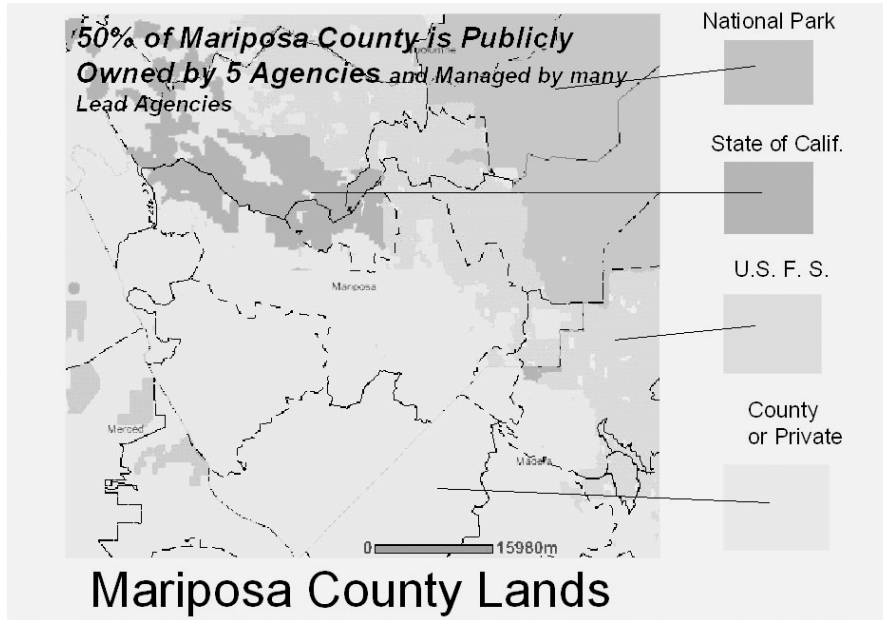 50% of Mariposa County is Publicly
Owned by 5 Agencies and Managed by many
Lead Agencies
National Park
State of Calif.
U.S. F. S.
County
or Private
Mariposa
Merced
Madera
0 15980m
Mariposa County Lands